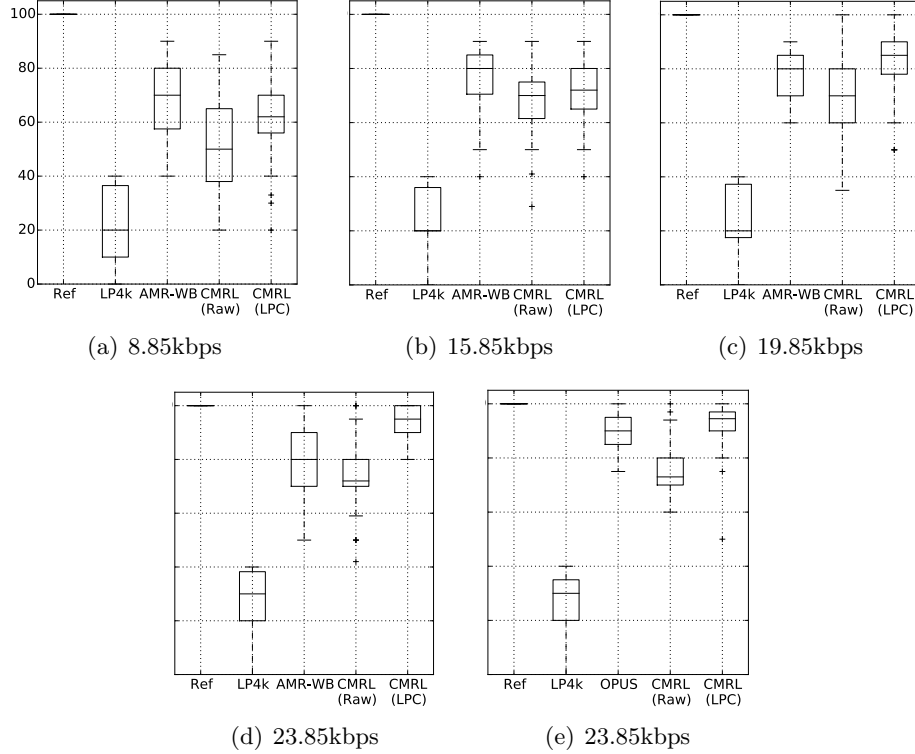 100
80
60
40
20
0
Ref LP4k AMR-WB CMRL (Raw) CMRL (LPC)
(a) 8.85kbps
Ref LP4k AMR-WB CMRL (Raw) CMRL (LPC)
(b) 15.85kbps
Ref LP4k AMR-WB CMRL (Raw) CMRL (LPC)
(c) 19.85kbps
Ref LP4k AMR-WB CMRL (Raw) CMRL (LPC)
(d) 23.85kbps
Ref LP4k OPUS CMRL (Raw) CMRL (LPC)
(e) 23.85kbps